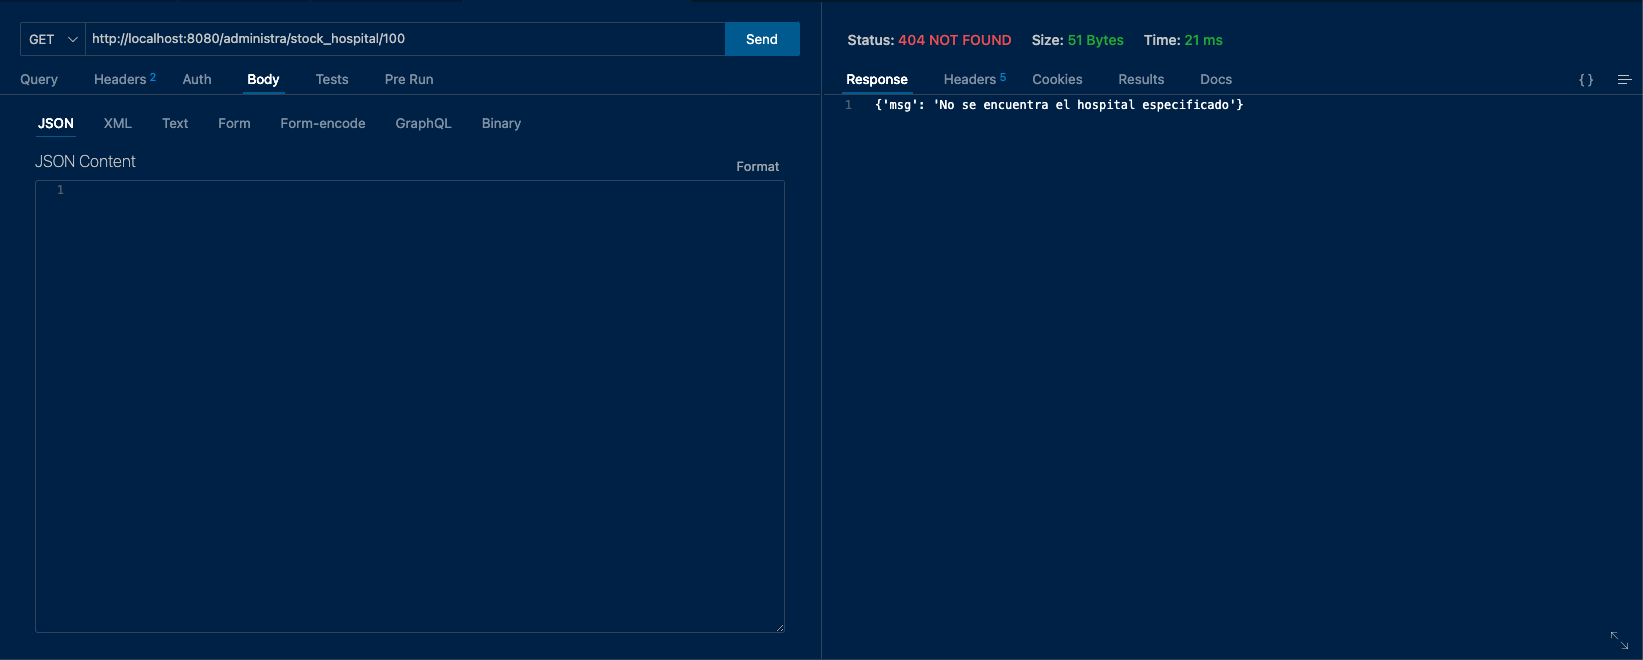 GET http://localhost:8080/administra/stock_hospital/100 Send
Query Headers 2 Auth Body Tests Pre Run
JSON XML Text Form Form-encode GraphQL Binary
JSON Content
Format
1
Status: 404 NOT FOUND Size: 51 Bytes Time: 21 ms
Response Headers 5 Cookies Results Docs { }
1 {'msg': 'No se encuentra el hospital especificado'}